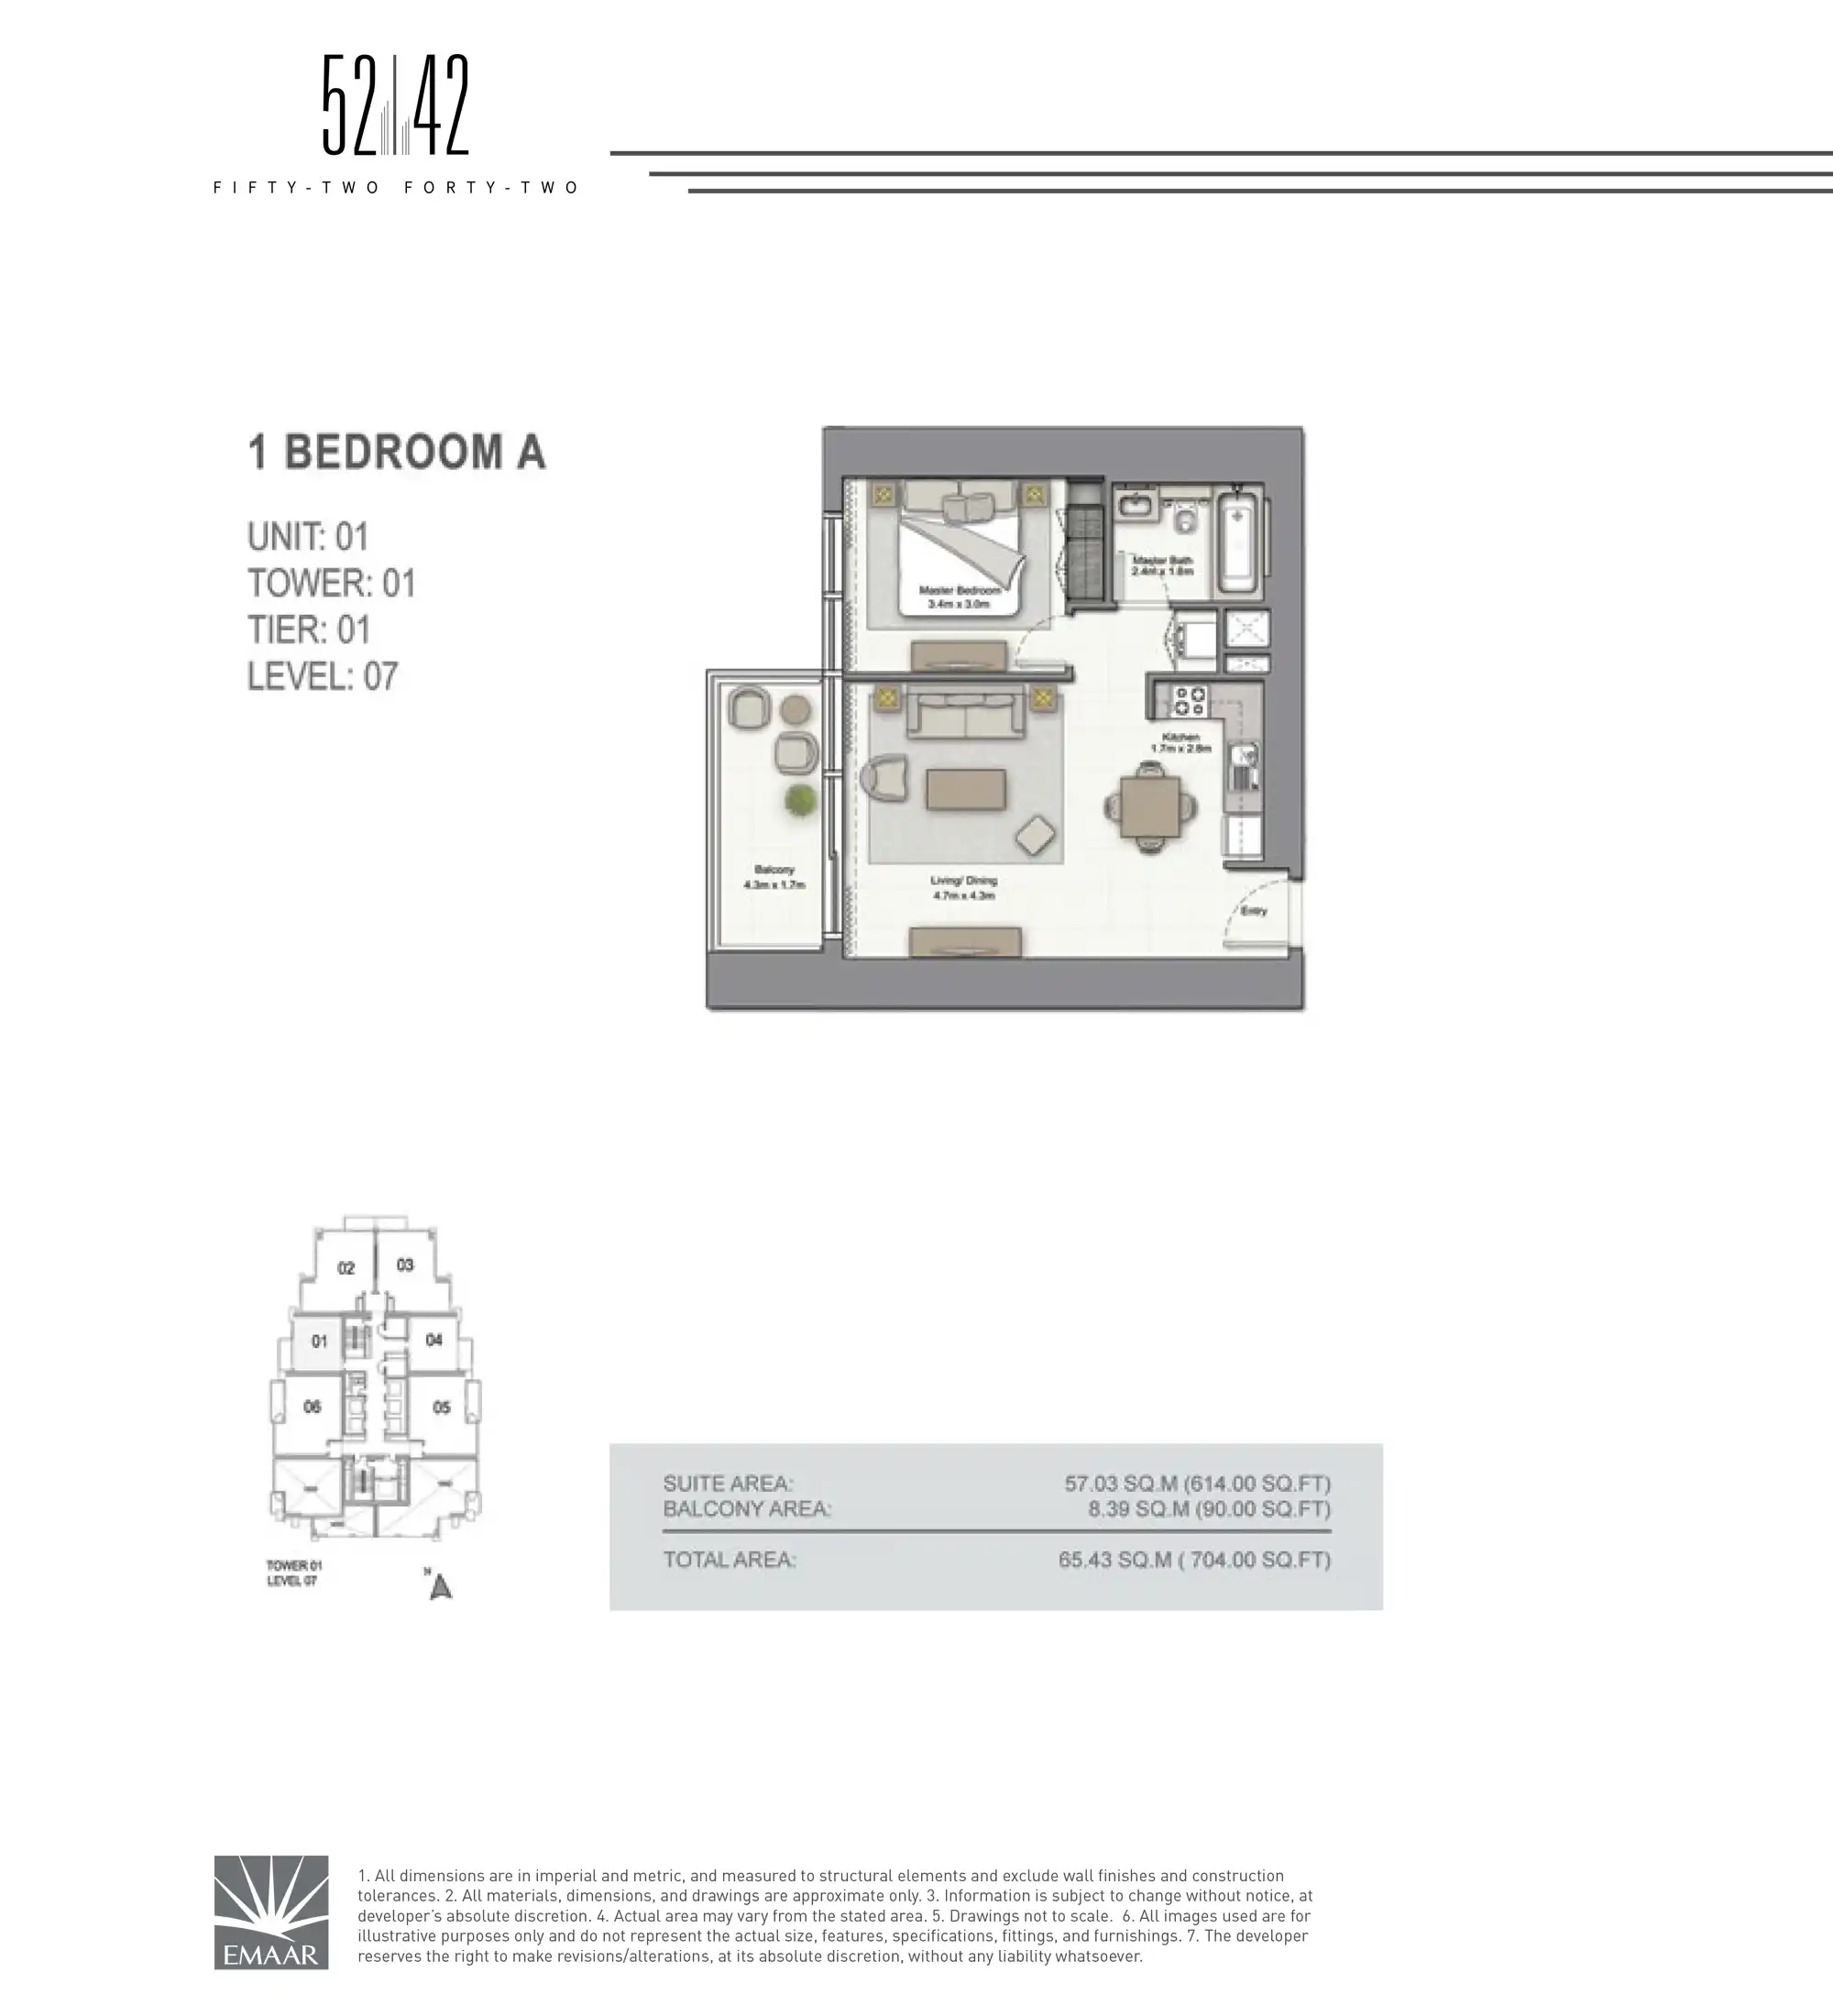 52 42
FIFTY-TWO FORTY-TWO
1 BEDROOM A
UNIT: 01
TOWER: 01
TIER: 01
LEVEL: 07
Master Bedroom
3.4m x 3.0m
Master Bath
2.4m x 1.8m
Kitchen
1.7m x 2.8m
Balcony
4.3m x 1.7m
Living/ Dining
4.7m x 4.3m
Entry
02
03
01
04
06
05
TOWER 01
LEVEL 07
N
SUITE AREA: 57.03 SQ.M (614.00 SQ.FT)
BALCONY AREA: 8.39 SQ.M (90.00 SQ.FT)
TOTAL AREA: 65.43 SQ.M ( 704.00 SQ.FT)
EMAAR
1. All dimensions are in imperial and metric, and measured to structural elements and exclude wall finishes and construction
tolerances. 2. All materials, dimensions, and drawings are approximate only. 3. Information is subject to change without notice, at
developer’s absolute discretion. 4. Actual area may vary from the stated area. 5. Drawings not to scale.  6. All images used are for
illustrative purposes only and do not represent the actual size, features, specifications, fittings, and furnishings. 7. The developer
reserves the right to make revisions/alterations, at its absolute discretion, without any liability whatsoever.